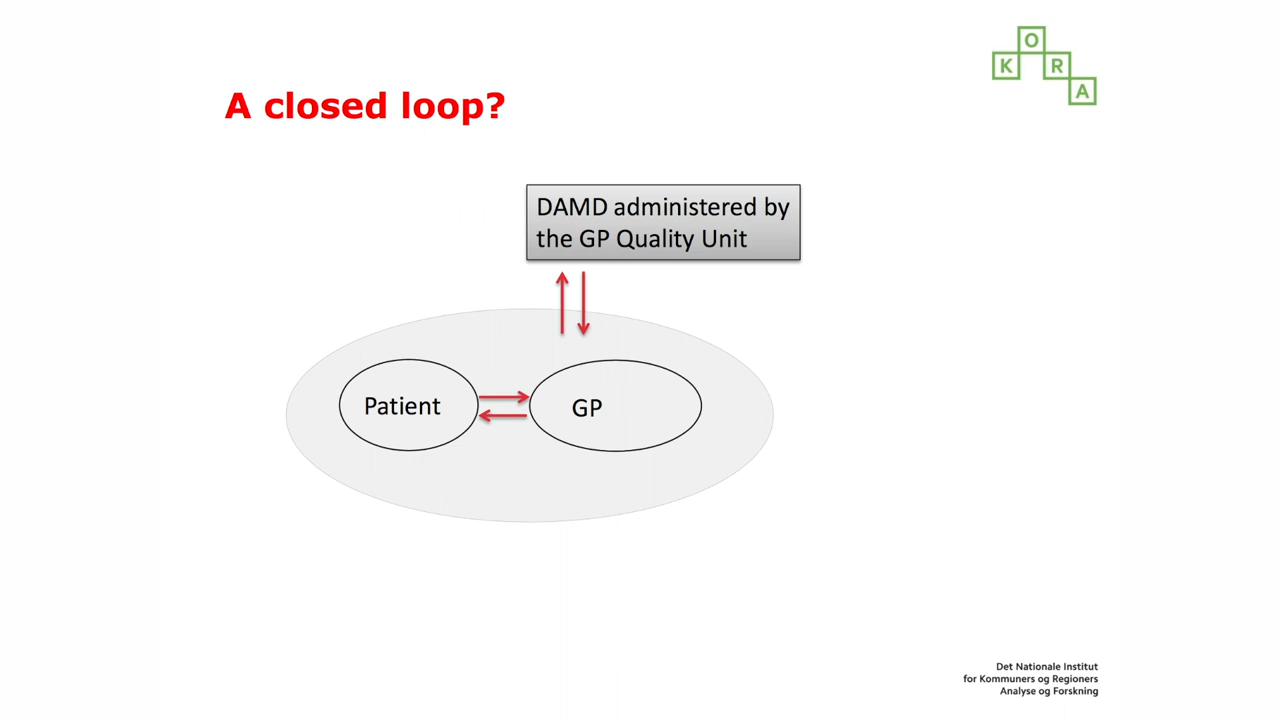 KORA
A closed loop?
DAMD administered by
the GP Quality Unit
Patient
GP
Det Nationale Institut
for Kommuners og Regioners
Analyse og Forskning